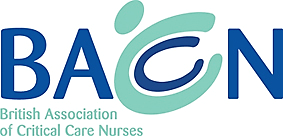 BACCN
British Association
of Critical Care Nurses